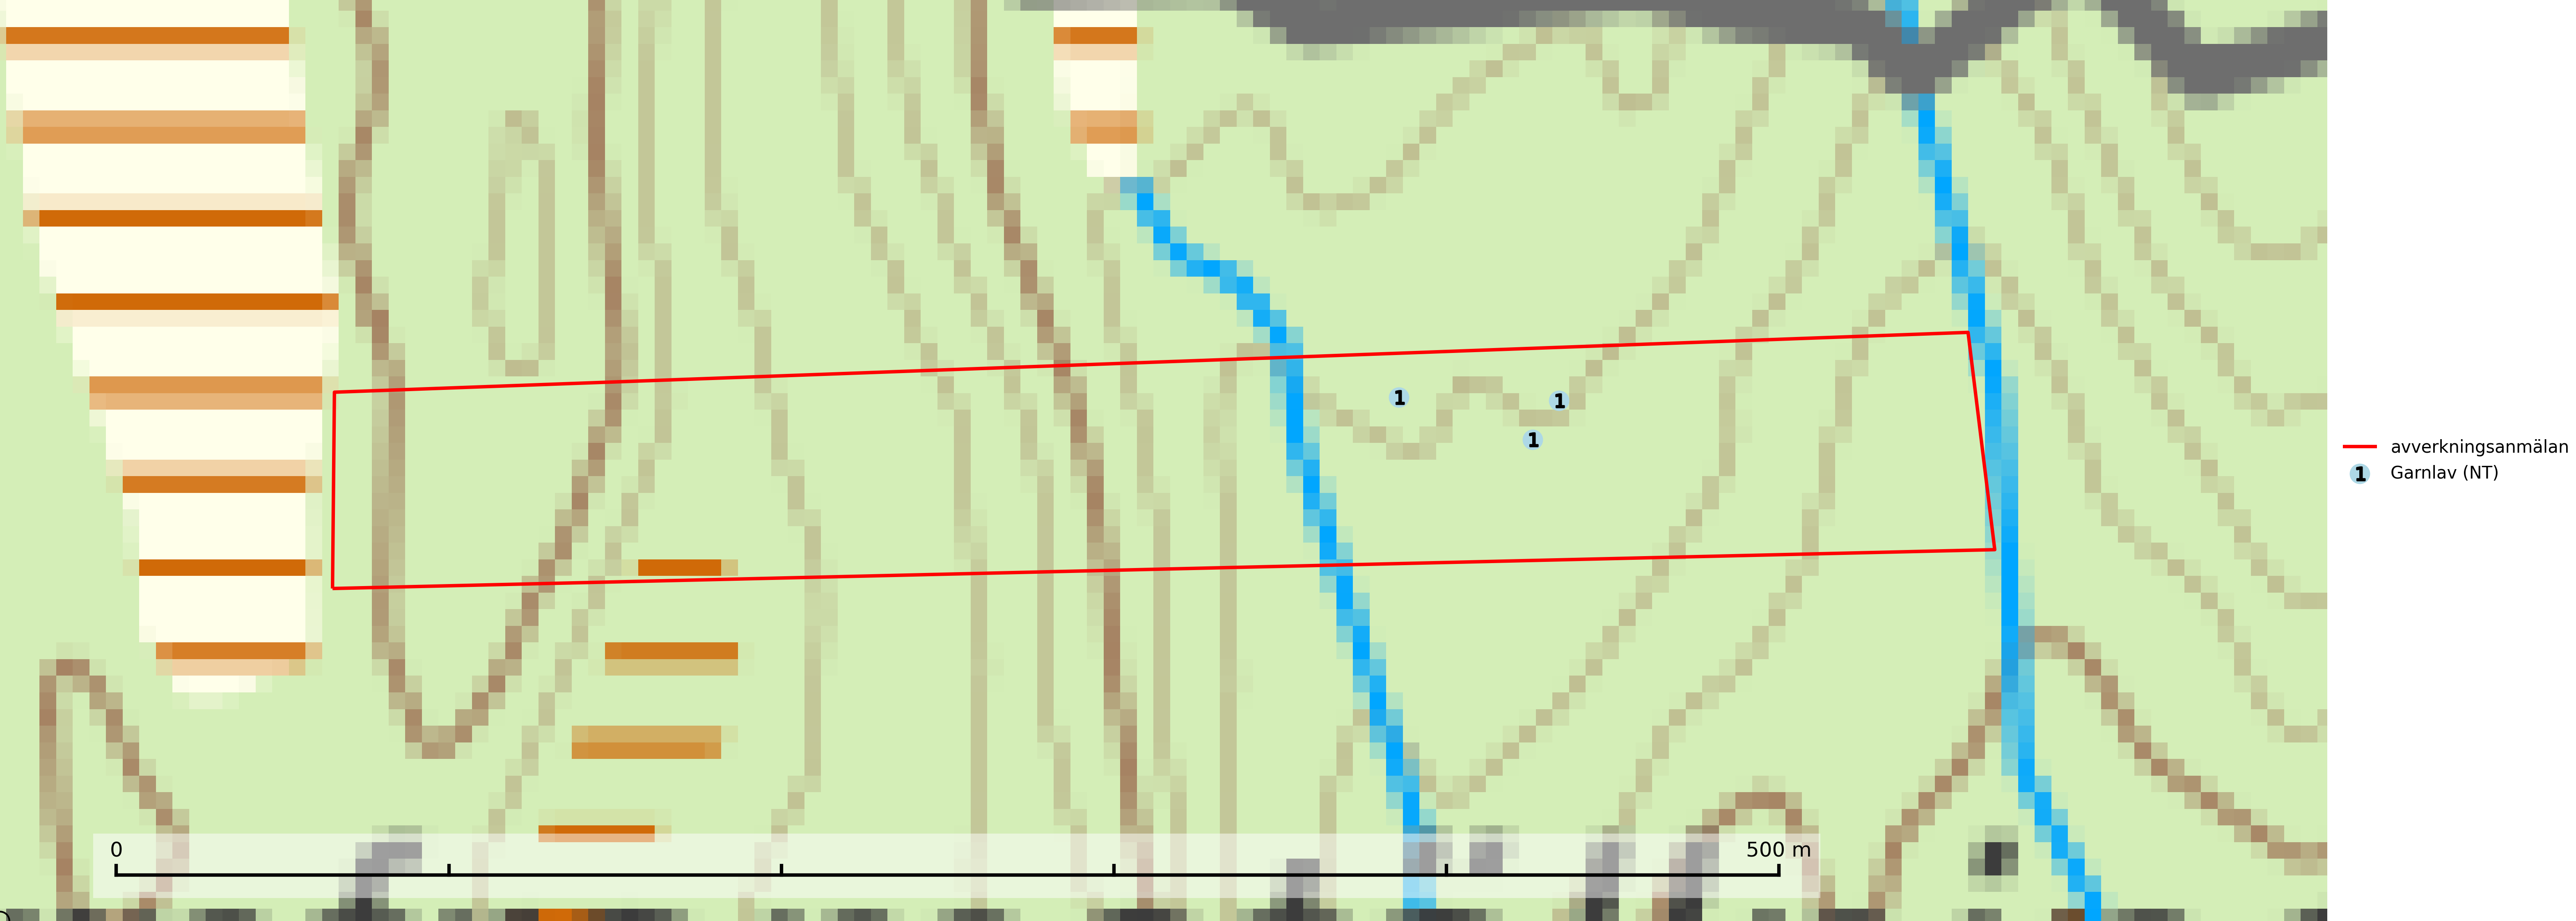 1
1
1
avverkningsanmälan
1 Garnlav (NT)
0 500 m